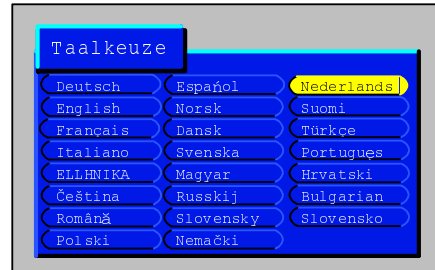 Taalkeuze
Deutsch Espańol Nederlands
English Norsk Suomi
Français Dansk Türkçe
Italiano Svenska Portuguęs
ELLHNIKA Magyar Hrvatski
Čeština Russkij Bulgarian
Română Slovensky Slovensko
Polski Nemački